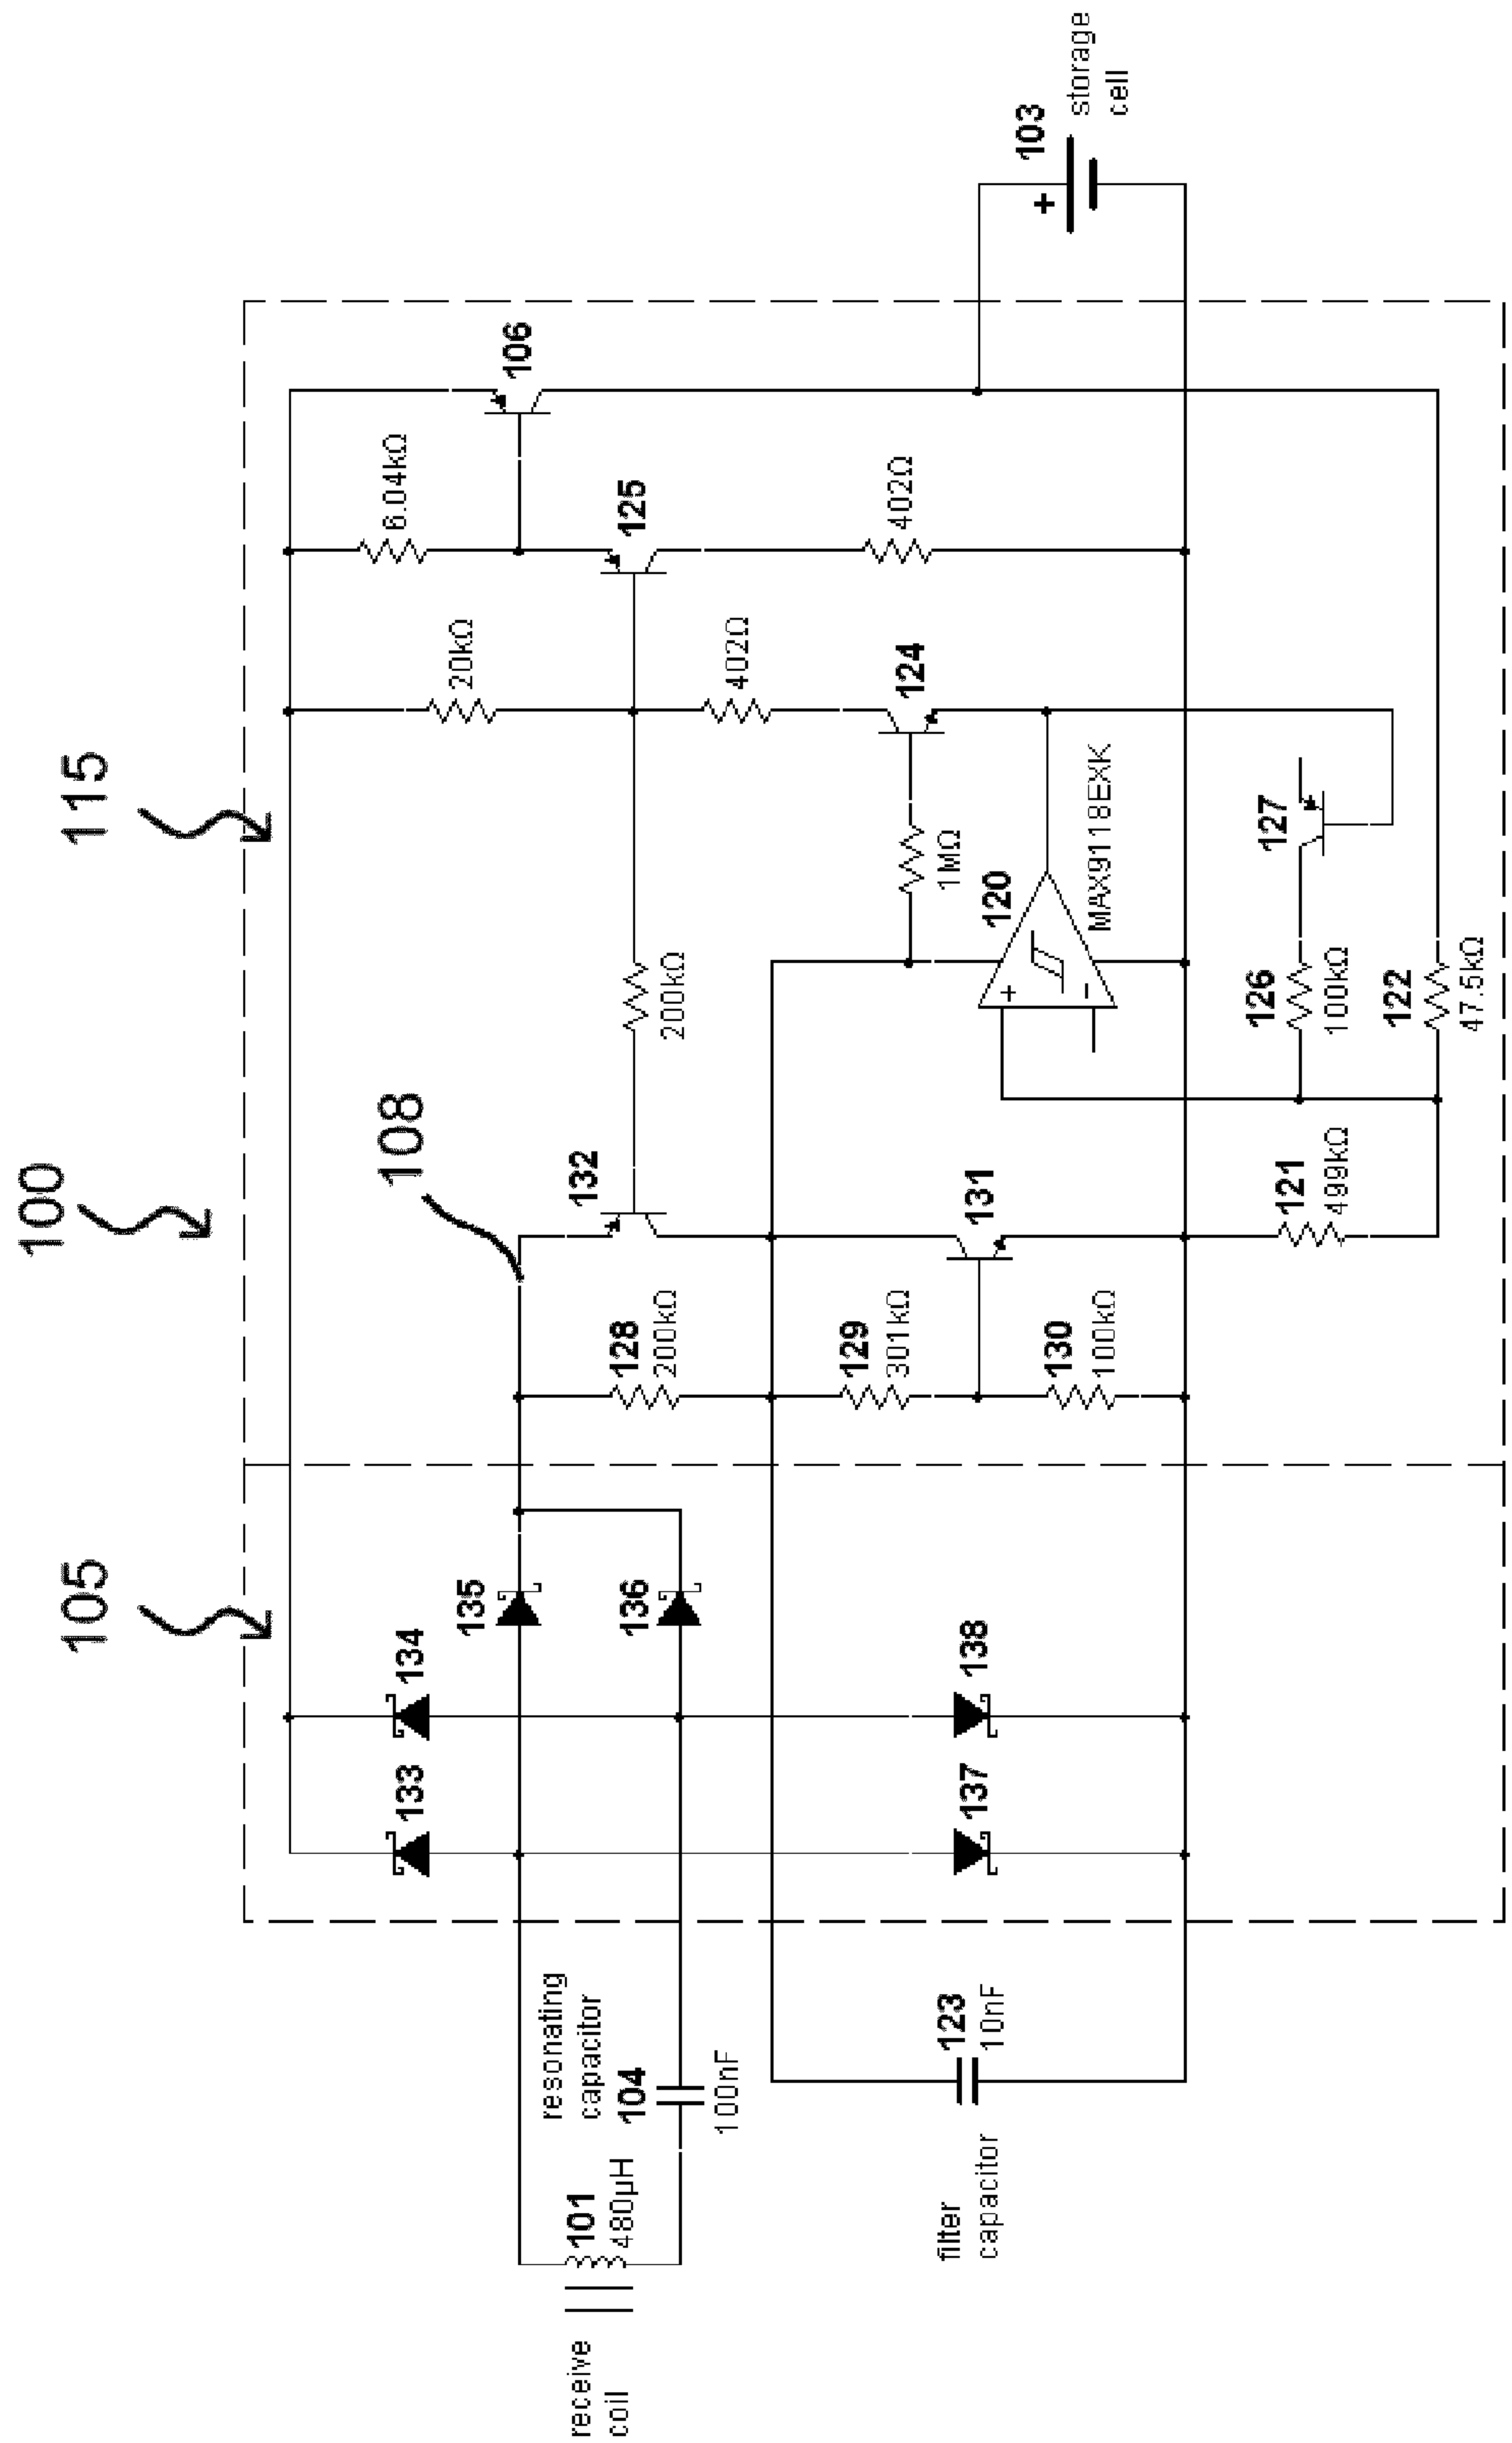 100
105
115
108
133
134
135
136
137
138
receive
coil
101
480µH
resonating
capacitor
104
100nF
filter
capacitor
123
10nF
128
200kΩ
129
301kΩ
130
100kΩ
132
131
121
499kΩ
200kΩ
20kΩ
402Ω
124
1MΩ
120
+
-
MAX9118EXK
126
100kΩ
127
122
47.5kΩ
6.04kΩ
125
402Ω
106
103
+
storage
cell